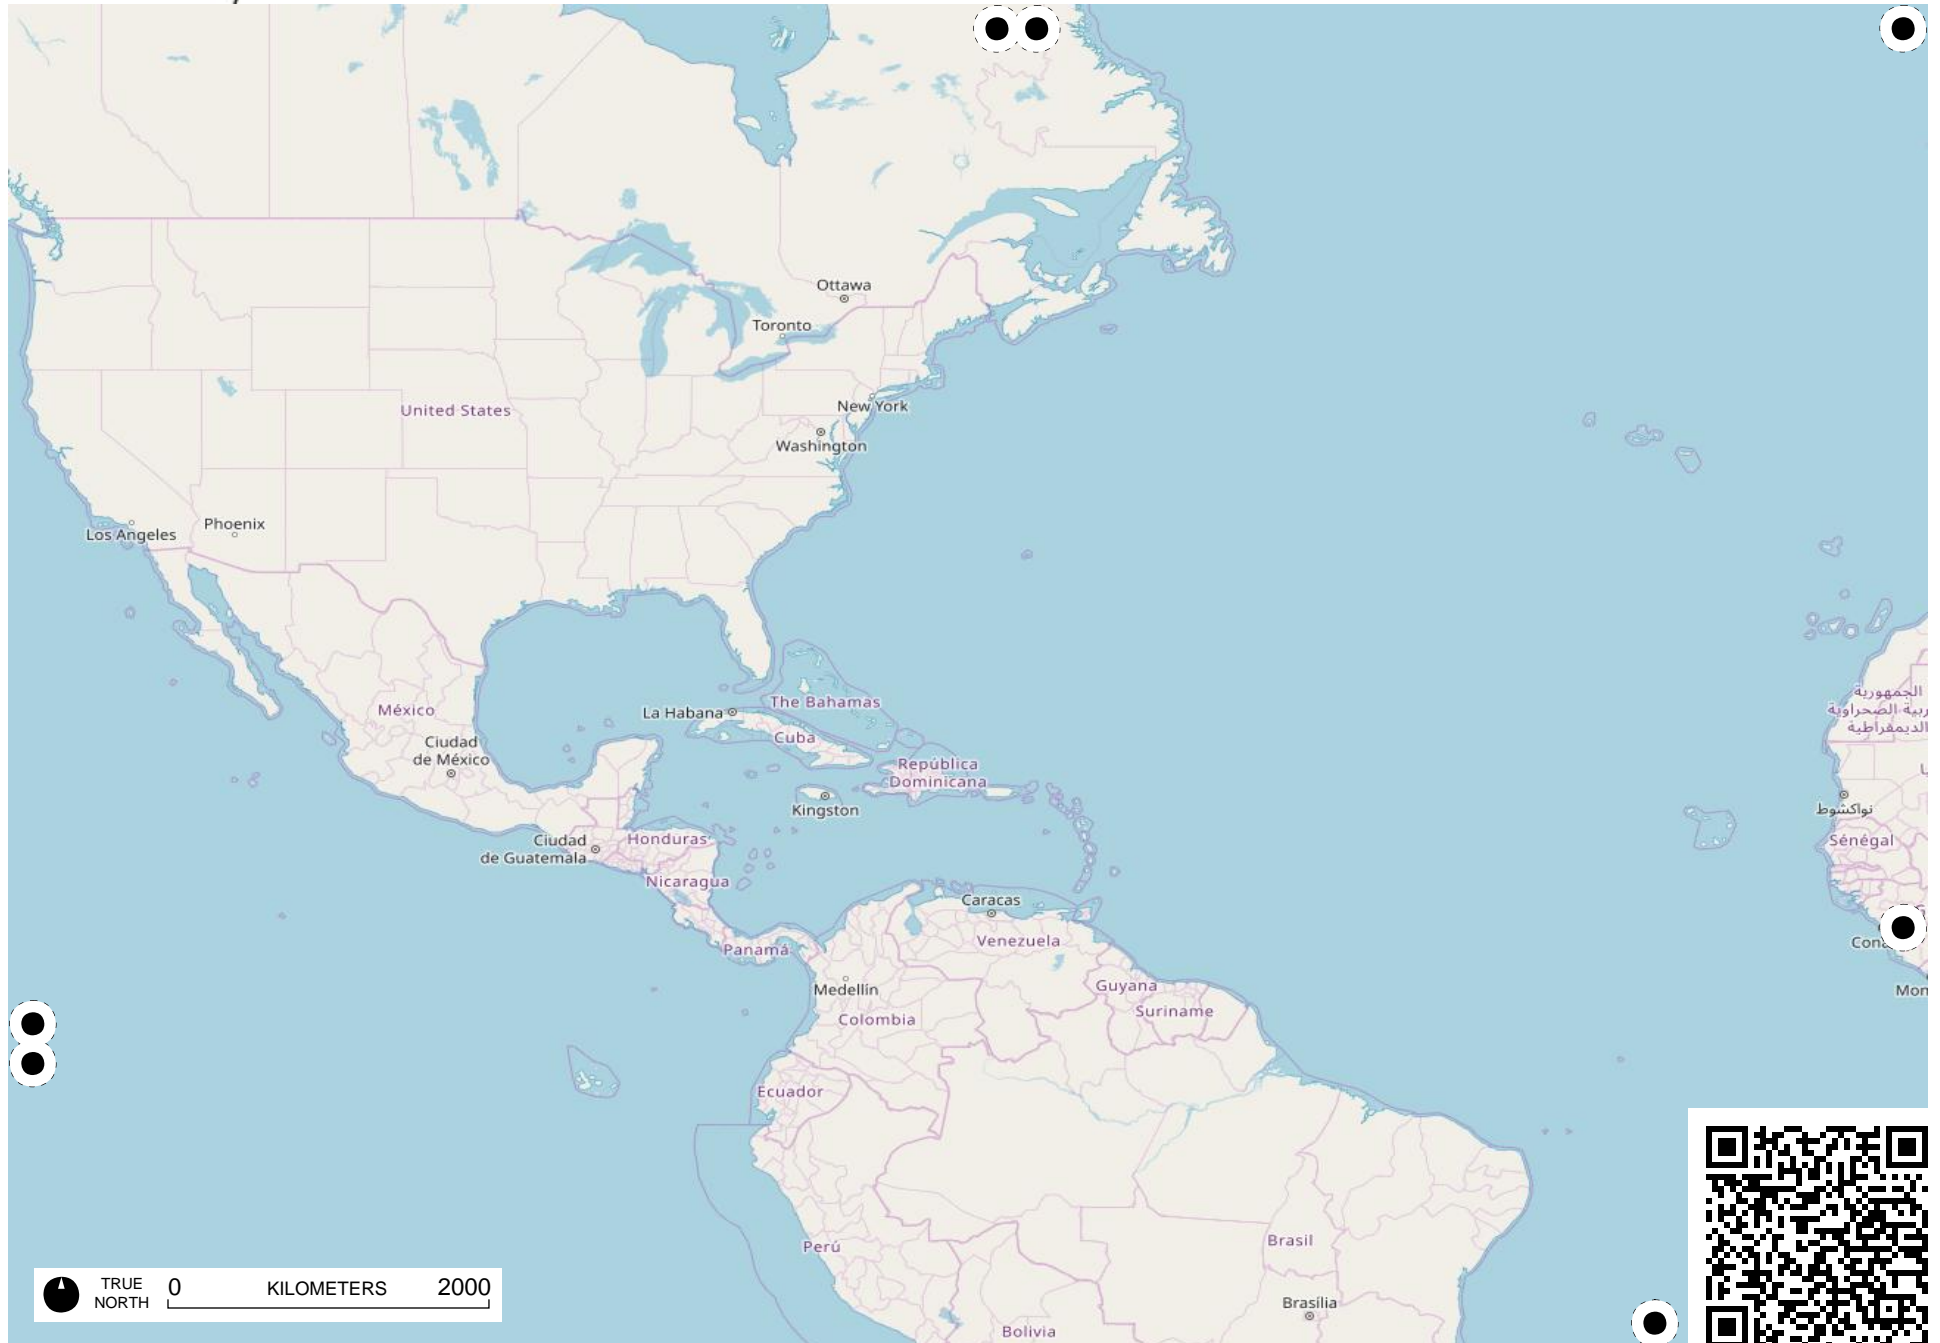 Ottawa
Toronto
New York
United States
Washington
Phoenix
Los Angeles
الجمهورية
الديمقراطية
The Bahamas
La Habana
México
Cuba
Ciudad
de México
República
Dominicana
Kingston
نواكشوط
Ciudad
de Guatemala
Honduras
Sénégal
Nicaragua
Caracas
Venezuela
Panamá
Medellín
Guyana
Suriname
Colombia
Ecuador
Perú
Brasil
TRUE
NORTH
0 KILOMETERS 2000
Brasília
Bolivia